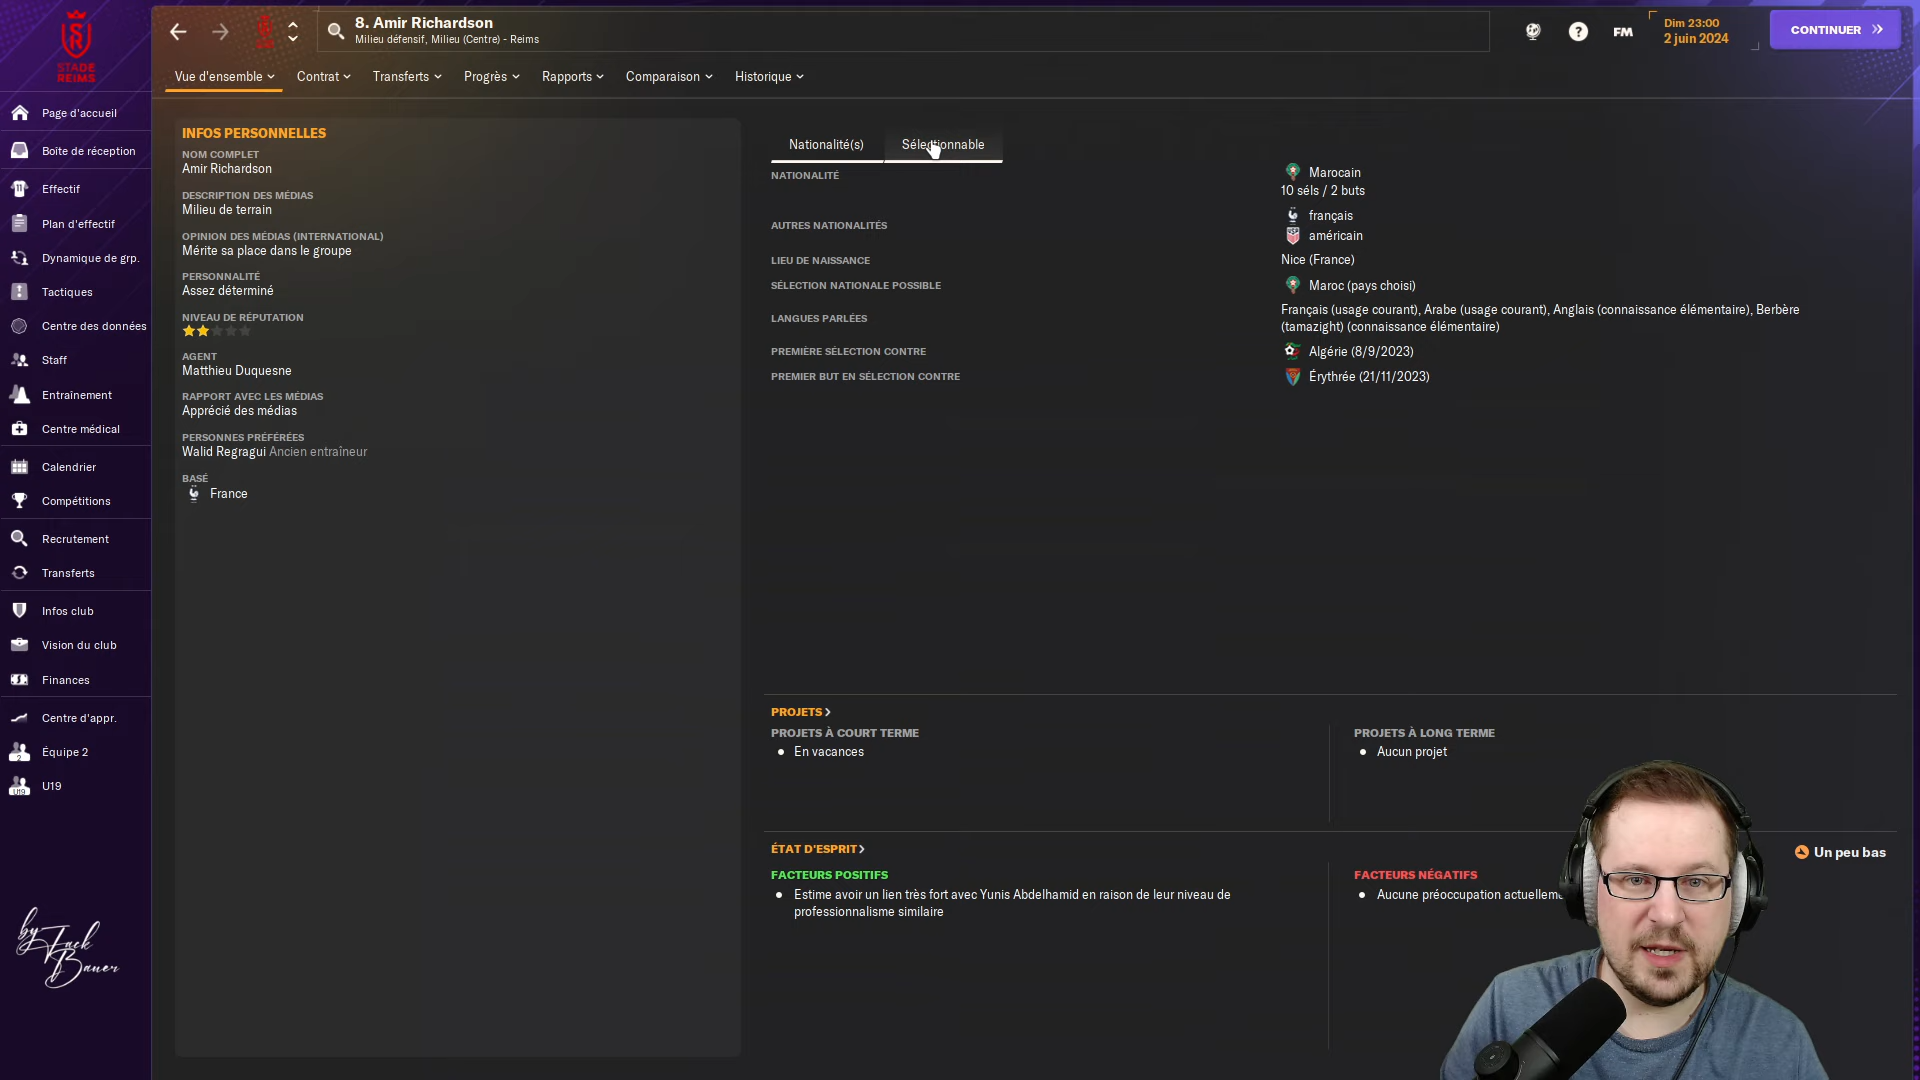 STADE
REIMS
8. Amir Richardson
Milieu défensif, Milieu (Centre) - Reims
FM
Dim 23:00
2 juin 2024
CONTINUER
Vue d'ensemble
Contrat
Transferts
Progrès
Rapports
Comparaison
Historique
Page d'accueil
Boîte de réception
Effectif
Plan d'effectif
Dynamique de grp.
Tactiques
Centre des données
Staff
Entraînement
Centre médical
Calendrier
Compétitions
Recrutement
Transferts
Infos club
Vision du club
Finances
Centre d'appr.
Équipe 2
U19
by Jack
Bauer
INFOS PERSONNELLES
NOM COMPLET
Amir Richardson
DESCRIPTION DES MÉDIAS
Milieu de terrain
OPINION DES MÉDIAS (INTERNATIONAL)
Mérite sa place dans le groupe
PERSONNALITÉ
Assez déterminé
NIVEAU DE RÉPUTATION
AGENT
Matthieu Duquesne
RAPPORT AVEC LES MÉDIAS
Apprécié des médias
PERSONNES PRÉFÉRÉES
Walid Regragui Ancien entraîneur
BASÉ
France
Nationalité(s)
Sélectionnable
NATIONALITÉ
Marocain
10 séls / 2 buts
AUTRES NATIONALITÉS
français
américain
LIEU DE NAISSANCE
Nice (France)
SÉLECTION NATIONALE POSSIBLE
Maroc (pays choisi)
LANGUES PARLÉES
Français (usage courant), Arabe (usage courant), Anglais (connaissance élémentaire), Berbère
(tamazight) (connaissance élémentaire)
PREMIÈRE SÉLECTION CONTRE
Algérie (8/9/2023)
PREMIER BUT EN SÉLECTION CONTRE
Érythrée (21/11/2023)
PROJETS
PROJETS À COURT TERME
En vacances
PROJETS À LONG TERME
Aucun projet
ÉTAT D'ESPRIT
Un peu bas
FACTEURS POSITIFS
Estime avoir un lien très fort avec Yunis Abdelhamid en raison de leur niveau de
professionnalisme similaire
FACTEURS NÉGATIFS
Aucune préoccupation actuelleme